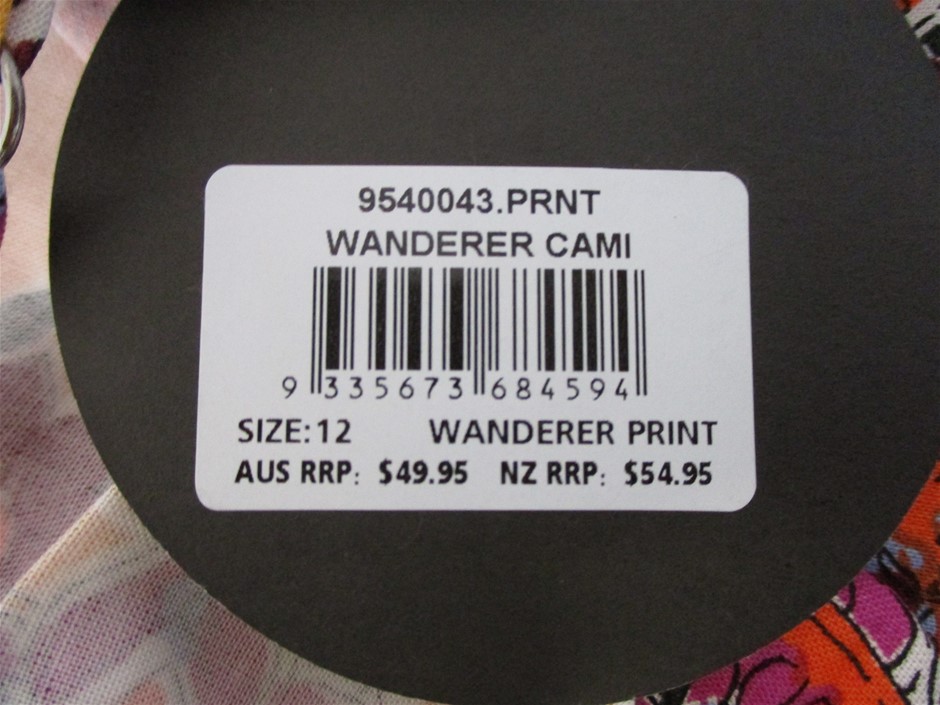 9540043.PRNT
WANDERER CAMI
9 335673 684594
SIZE:12 WANDERER PRINT
AUS RRP: $49.95 NZ RRP: $54.95